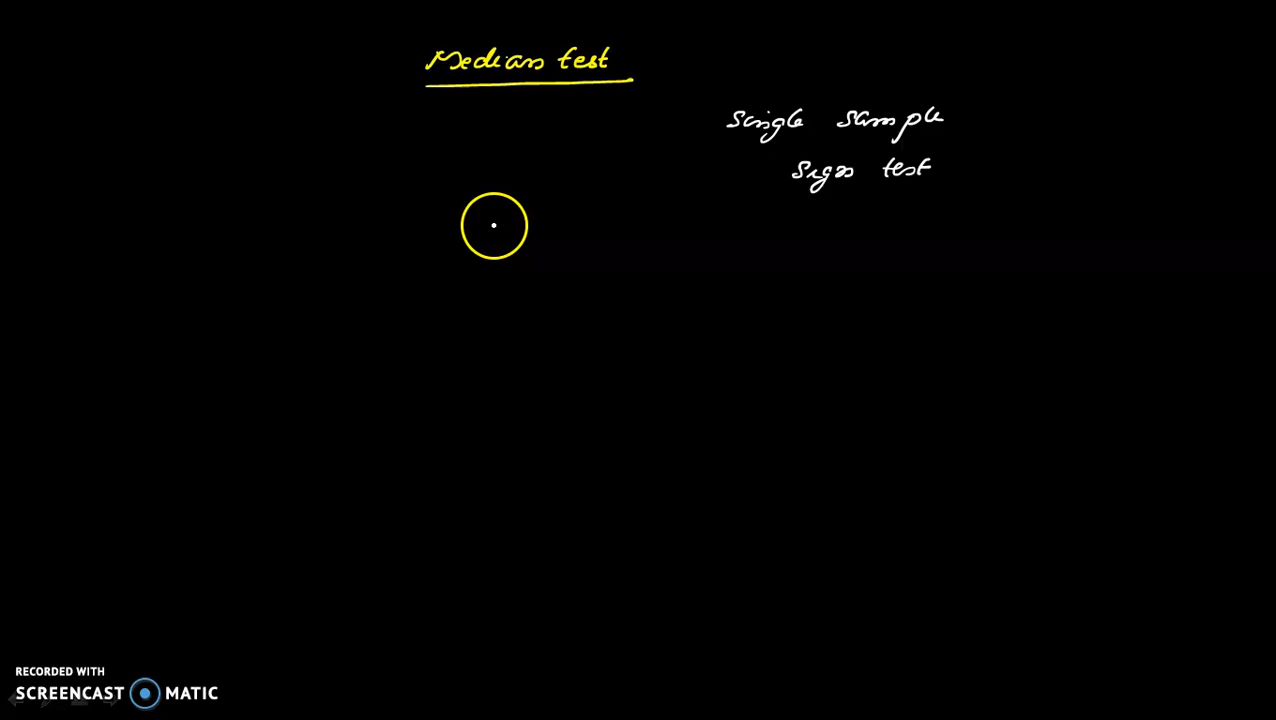 Median test
Single sample
Sign test
RECORDED WITH
SCREENCAST MATIC